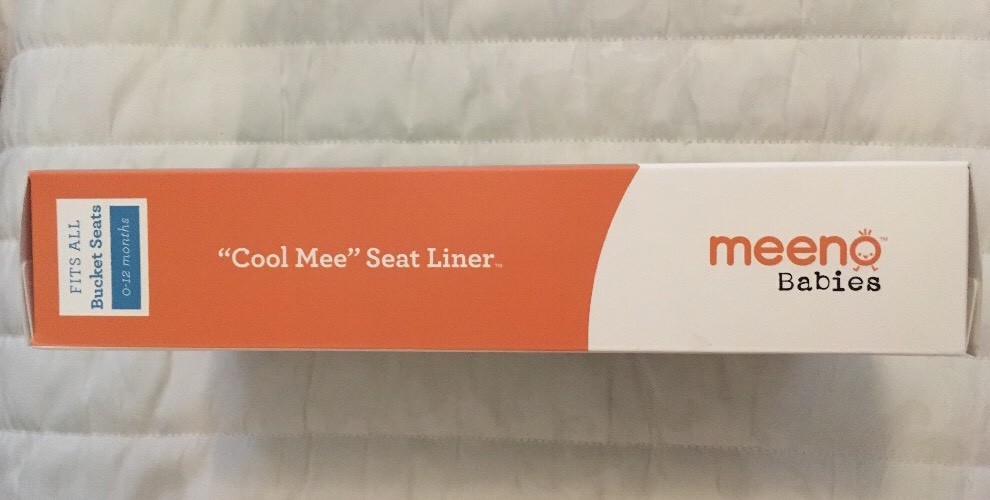 FITS ALL
Bucket Seats
0-12 months
“Cool Mee” Seat Liner™
meeno™
Babies